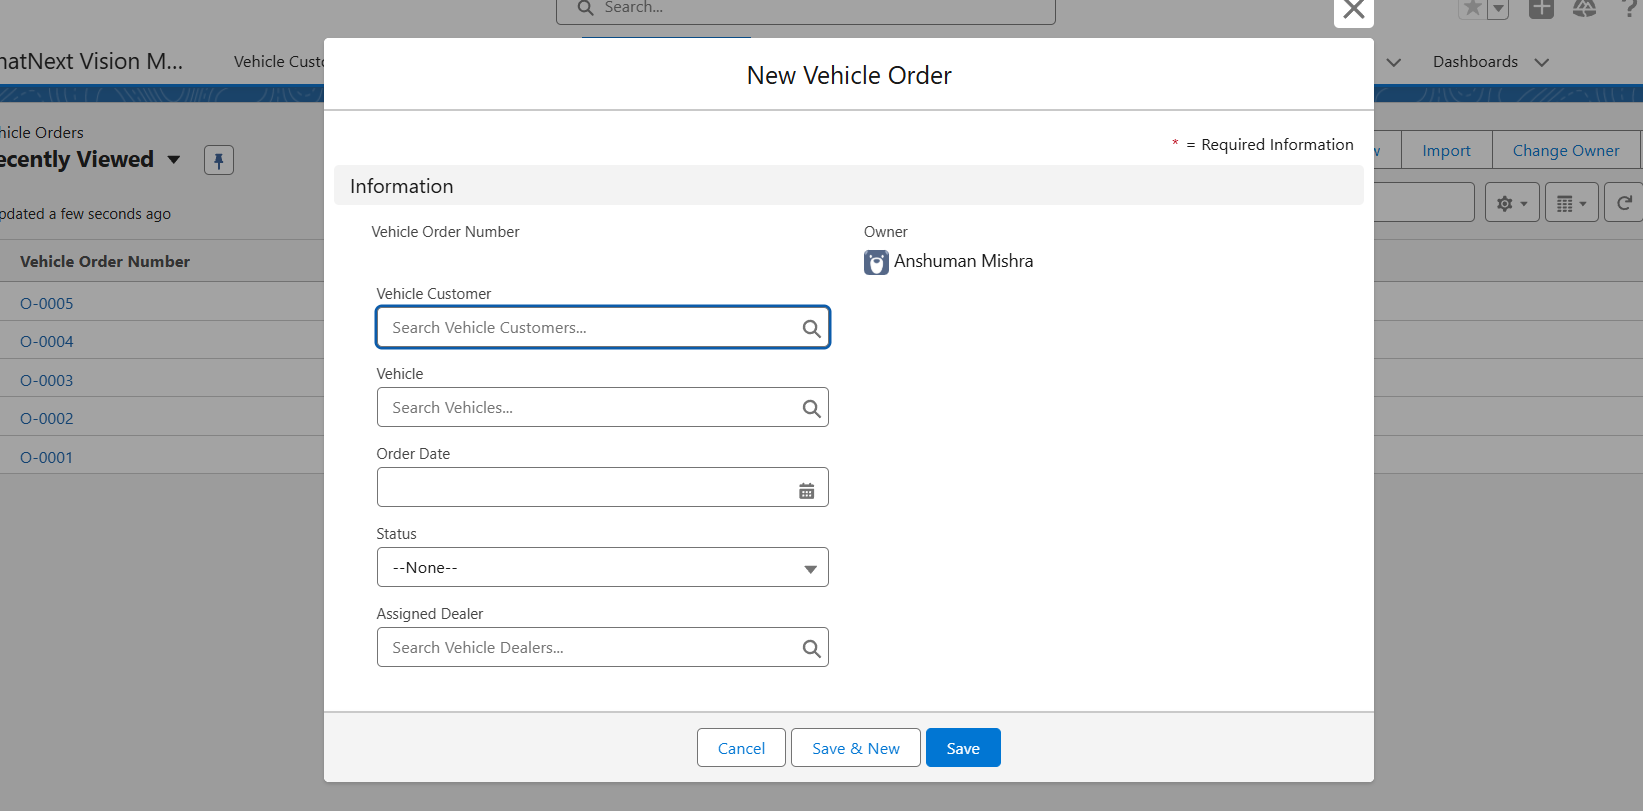 Search...
hatNext Vision M...
Vehicle Custo
Dashboards
New Vehicle Order
hicle Orders
ecently Viewed
* = Required Information
w
Import
Change Owner
Information
pdated a few seconds ago
Vehicle Order Number
Owner
Anshuman Mishra
Vehicle Order Number
Vehicle Customer
Search Vehicle Customers...
O-0005
O-0004
Vehicle
O-0003
Search Vehicles...
O-0002
Order Date
O-0001
Status
--None--
Assigned Dealer
Search Vehicle Dealers...
Cancel
Save & New
Save